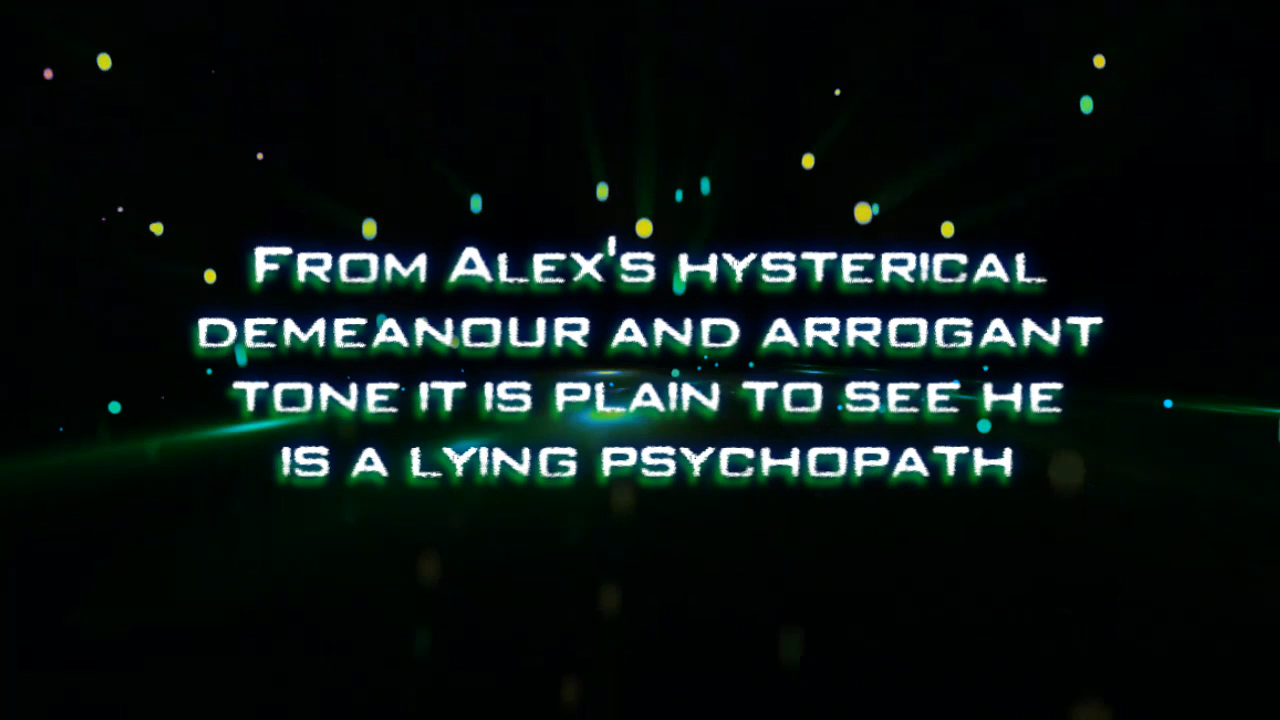 From Alex's hysterical
demeanour and arrogant
tone it is plain to see he
is a lying psychopath